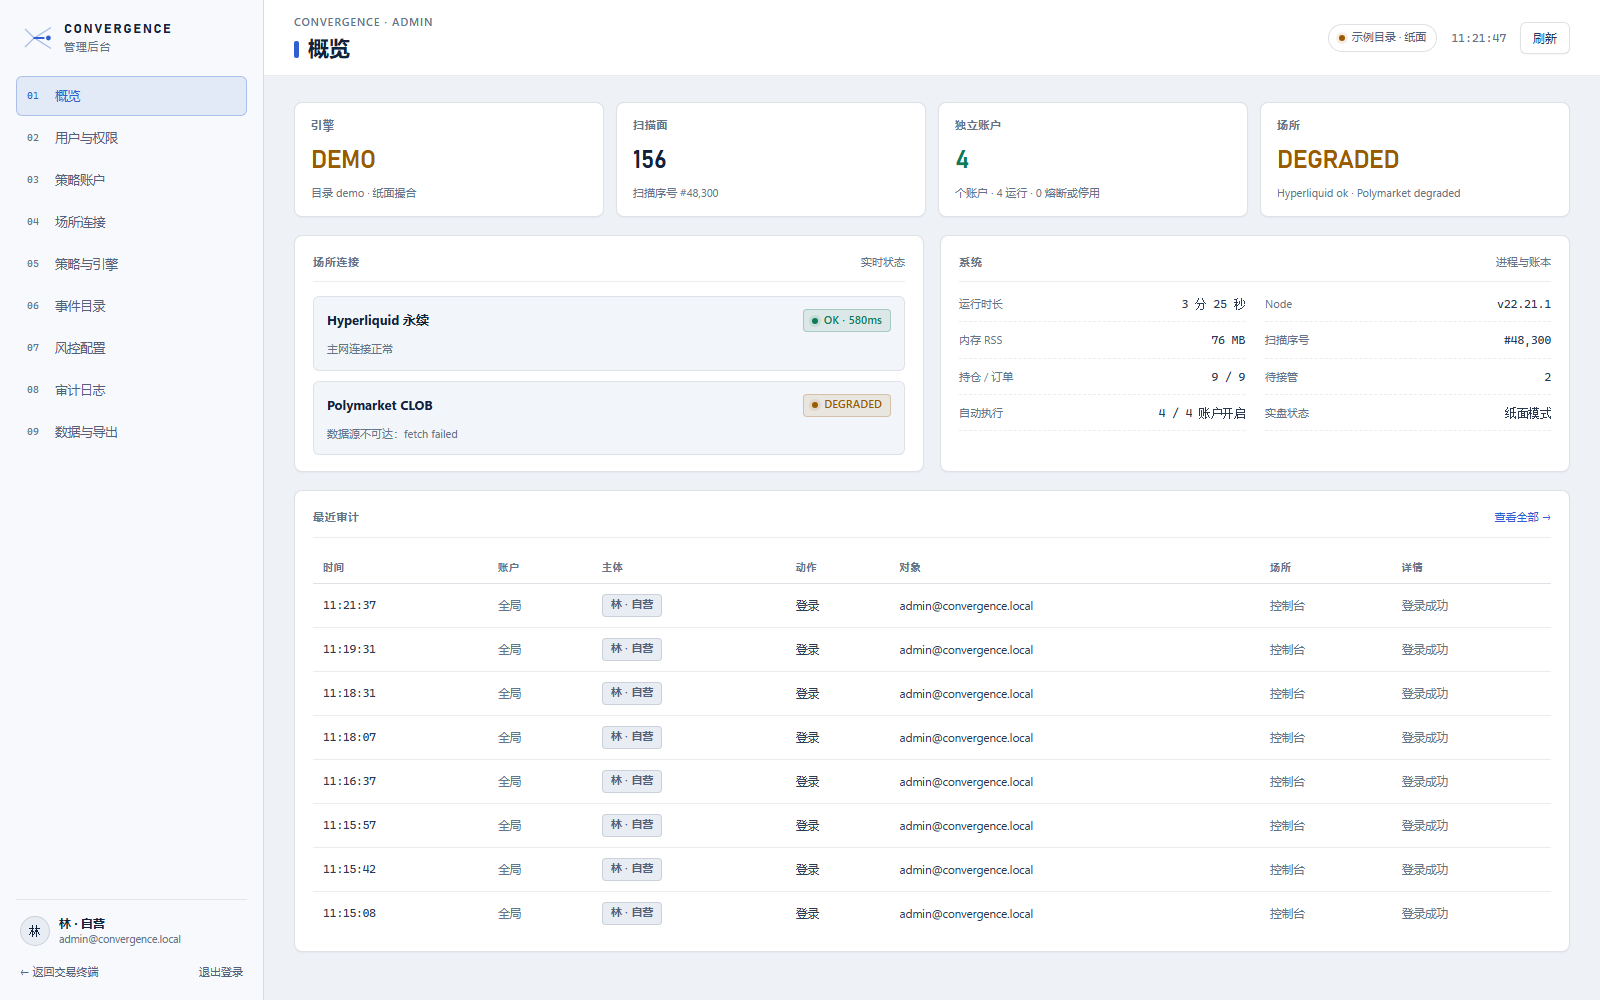 CONVERGENCE
管理后台
01 概览
02 用户与权限
03 策略账户
04 场所连接
05 策略与引擎
06 事件目录
07 风控配置
08 审计日志
09 数据与导出
林 林 · 自营
admin@convergence.local
← 返回交易终端 退出登录
CONVERGENCE · ADMIN
概览
示例目录 · 纸面 11:21:47 刷新
引擎
DEMO
目录 demo · 纸面撮合
扫描面
156
扫描序号 #48,300
独立账户
4
个账户 · 4 运行 · 0 熔断或停用
场所
DEGRADED
Hyperliquid ok · Polymarket degraded
场所连接 实时状态
Hyperliquid 永续 OK · 580ms
主网连接正常
Polymarket CLOB DEGRADED
数据源不可达：fetch failed
系统 进程与账本
运行时长 3 分 25 秒 Node v22.21.1
内存 RSS 76 MB 扫描序号 #48,300
持仓 / 订单 9 / 9 待接管 2
自动执行 4 / 4 账户开启 实盘状态 纸面模式
最近审计 查看全部 →
时间 账户 主体 动作 对象 场所 详情
11:21:37 全局 林 · 自营 登录 admin@convergence.local 控制台 登录成功
11:19:31 全局 林 · 自营 登录 admin@convergence.local 控制台 登录成功
11:18:31 全局 林 · 自营 登录 admin@convergence.local 控制台 登录成功
11:18:07 全局 林 · 自营 登录 admin@convergence.local 控制台 登录成功
11:16:37 全局 林 · 自营 登录 admin@convergence.local 控制台 登录成功
11:15:57 全局 林 · 自营 登录 admin@convergence.local 控制台 登录成功
11:15:42 全局 林 · 自营 登录 admin@convergence.local 控制台 登录成功
11:15:08 全局 林 · 自营 登录 admin@convergence.local 控制台 登录成功